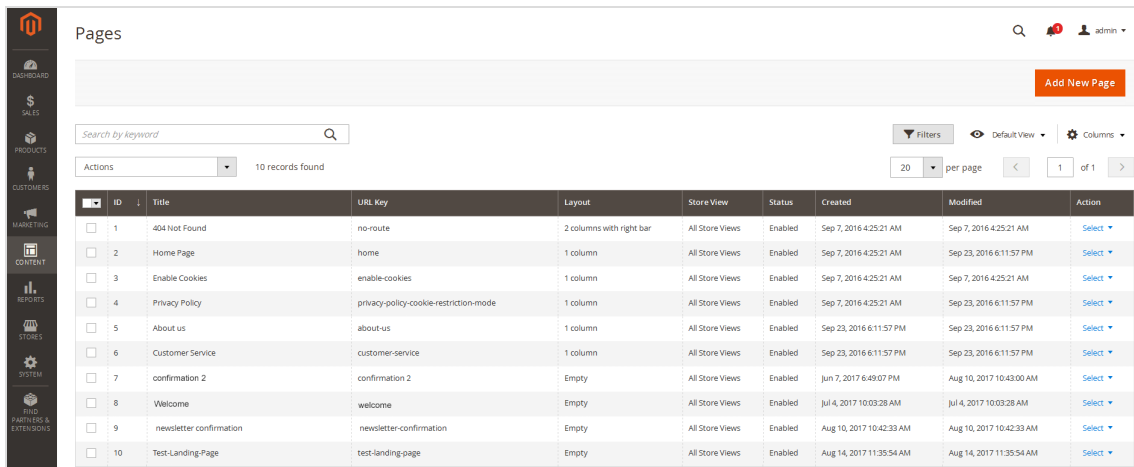 Pages
1
admin
Add New Page
Search by keyword
Filters
Default View
Columns
Actions
10 records found
20 per page
1 of 1
ID ↓ Title URL Key Layout Store View Status Created Modified Action
1 404 Not Found no-route 2 columns with right bar All Store Views Enabled Sep 7, 2016 4:25:21 AM Sep 7, 2016 4:25:21 AM Select
2 Home Page home 1 column All Store Views Enabled Sep 7, 2016 4:25:21 AM Sep 23, 2016 6:11:57 PM Select
3 Enable Cookies enable-cookies 1 column All Store Views Enabled Sep 7, 2016 4:25:21 AM Sep 7, 2016 4:25:21 AM Select
4 Privacy Policy privacy-policy-cookie-restriction-mode 1 column All Store Views Enabled Sep 7, 2016 4:25:21 AM Sep 23, 2016 6:11:57 PM Select
5 About us about-us 1 column All Store Views Enabled Sep 23, 2016 6:11:57 PM Sep 23, 2016 6:11:57 PM Select
6 Customer Service customer-service 1 column All Store Views Enabled Sep 23, 2016 6:11:57 PM Sep 23, 2016 6:11:57 PM Select
7 confirmation 2 confirmation 2 Empty All Store Views Enabled Jun 7, 2017 6:49:07 PM Aug 10, 2017 10:43:00 AM Select
8 Welcome welcome Empty All Store Views Enabled Jul 4, 2017 10:03:28 AM Jul 4, 2017 10:03:28 AM Select
9 newsletter confirmation newsletter-confirmation Empty All Store Views Enabled Aug 10, 2017 10:42:33 AM Aug 10, 2017 10:42:33 AM Select
10 Test-Landing-Page test-landing-page Empty All Store Views Enabled Aug 14, 2017 11:35:54 AM Aug 14, 2017 11:35:54 AM Select
DASHBOARD
$
SALES
PRODUCTS
CUSTOMERS
MARKETING
CONTENT
REPORTS
STORES
SYSTEM
FIND
PARTNERS &
EXTENSIONS